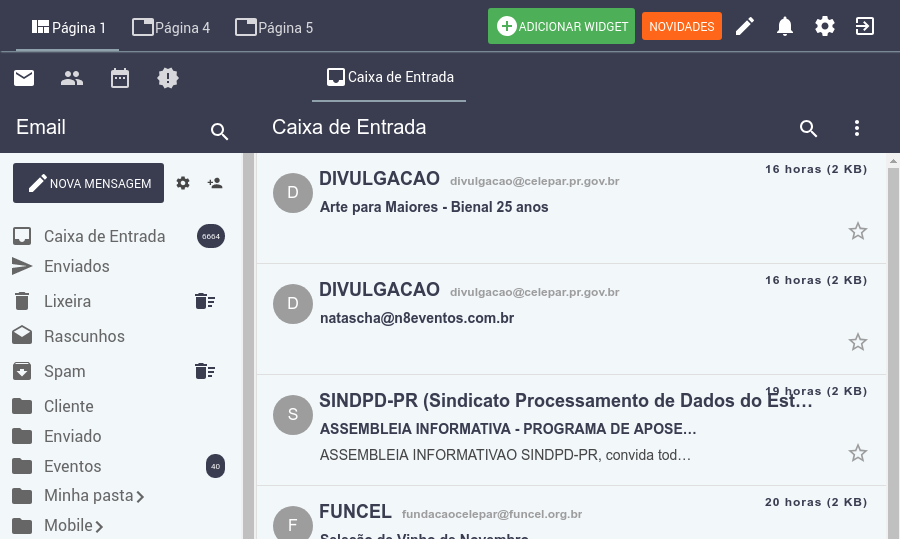 Página 1
Página 4
Página 5
ADICIONAR WIDGET
NOVIDADES
Caixa de Entrada
Email
Caixa de Entrada
NOVA MENSAGEM
Caixa de Entrada 6664
Enviados
Lixeira
Rascunhos
Spam
Cliente
Enviado
Eventos 40
Minha pasta
Mobile
D
DIVULGACAO divulgacao@celepar.pr.gov.br
16 horas (2 KB)
Arte para Maiores - Bienal 25 anos
D
DIVULGACAO divulgacao@celepar.pr.gov.br
16 horas (2 KB)
natascha@n8eventos.com.br
S
SINDPD-PR (Sindicato Processamento de Dados do Est…
19 horas (2 KB)
ASSEMBLEIA INFORMATIVA - PROGRAMA DE APOSE…
ASSEMBLEIA INFORMATIVAO SINDPD-PR, convida tod…
F
FUNCEL fundacaocelepar@funcel.org.br
20 horas (2 KB)
Seleção de Vinho de Novembro